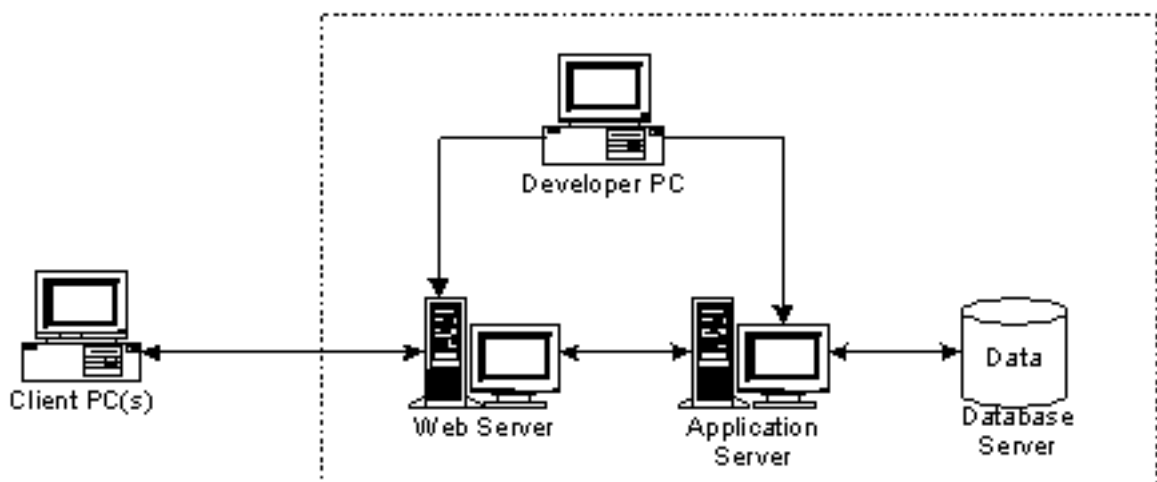 Developer PC
Client PC(s)
Web Server
Application
Server
Data
Database
Server